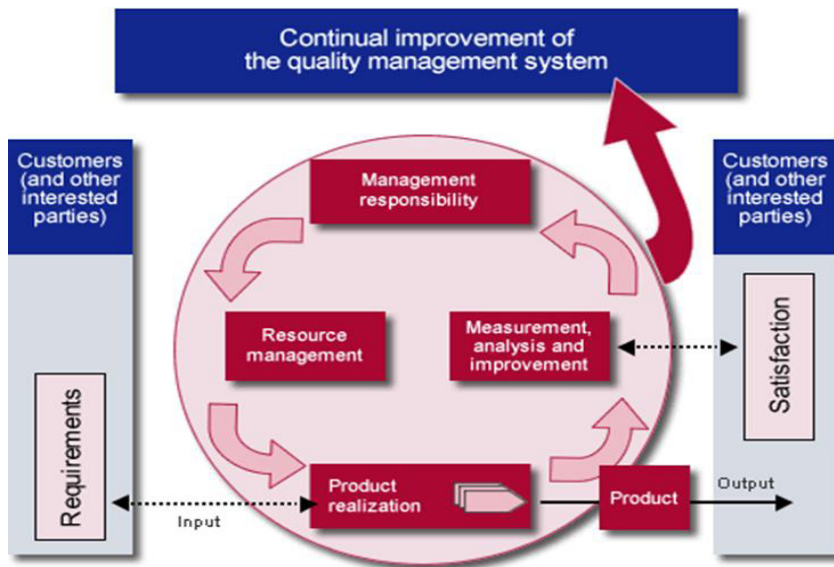 Continual improvement of
the quality management system
Customers
(and other
interested
parties)
Customers
(and other
interested
parties)
Management
responsibility
Resource
management
Measurement,
analysis and
improvement
Satisfaction
Requirements
Product
realization
Product
Output
Input